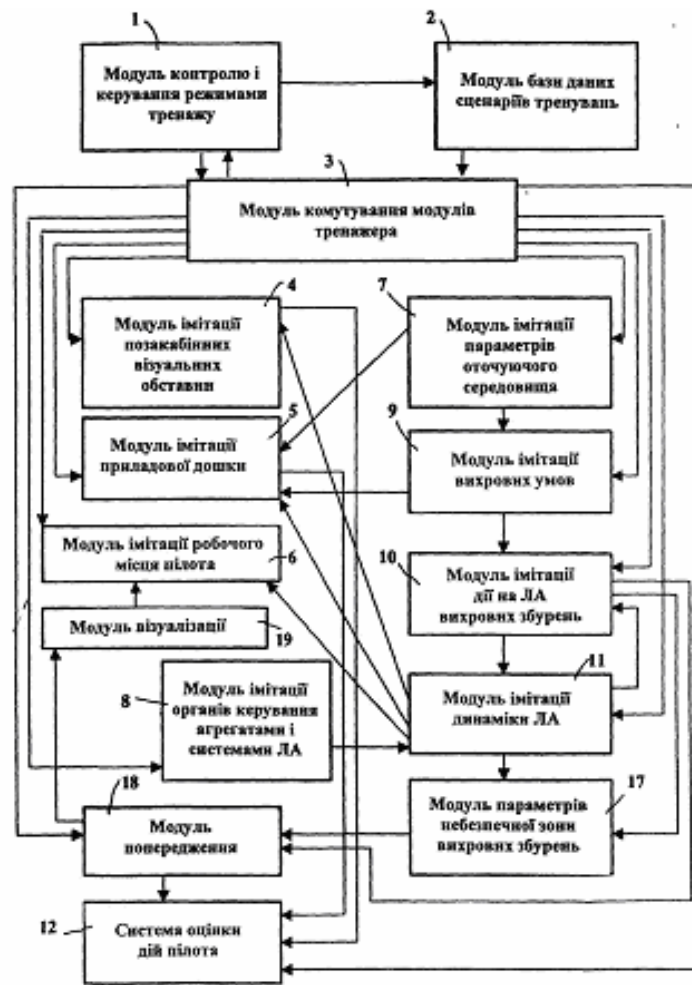 1
Модуль контролю і
керування режимами
тренажу
2
Модуль бази даних
сценаріїв тренувань
3
Модуль комутування модулів
тренажера
4
Модуль імітації
позакабінних
візуальних
обставин
7
Модуль імітації
параметрів
оточуючого
середовища
5
Модуль імітації
приладової дошки
9
Модуль імітації
вихрових умов
Модуль імітації робочого
місця пілота
6
10
Модуль імітації
дії на ЛА
вихрових збурень
Модуль візуалізації
19
8
Модуль імітації
органів керування
агрегатами і
системами ЛА
11
Модуль імітації
динаміки ЛА
18
Модуль
попередження
17
Модуль параметрів
небезпечної зони
вихрових збурень
12
Система оцінки
дій пілота